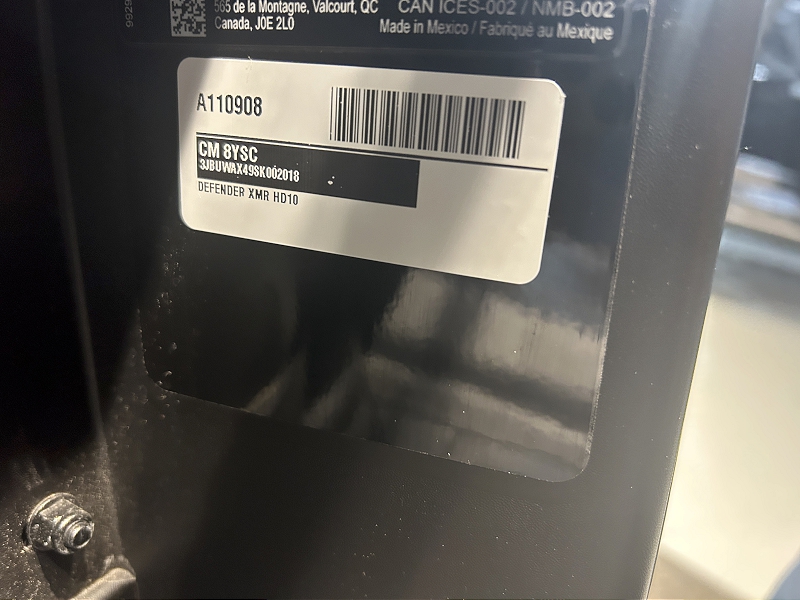 565 de la Montagne, Valcourt, QC
Canada, J0E 2L0
CAN ICES-002 / NMB-002
Made in Mexico / Fabriqué au Mexique
A110908
CM 8YSC
3JBUWAX49SK002018
DEFENDER XMR HD10